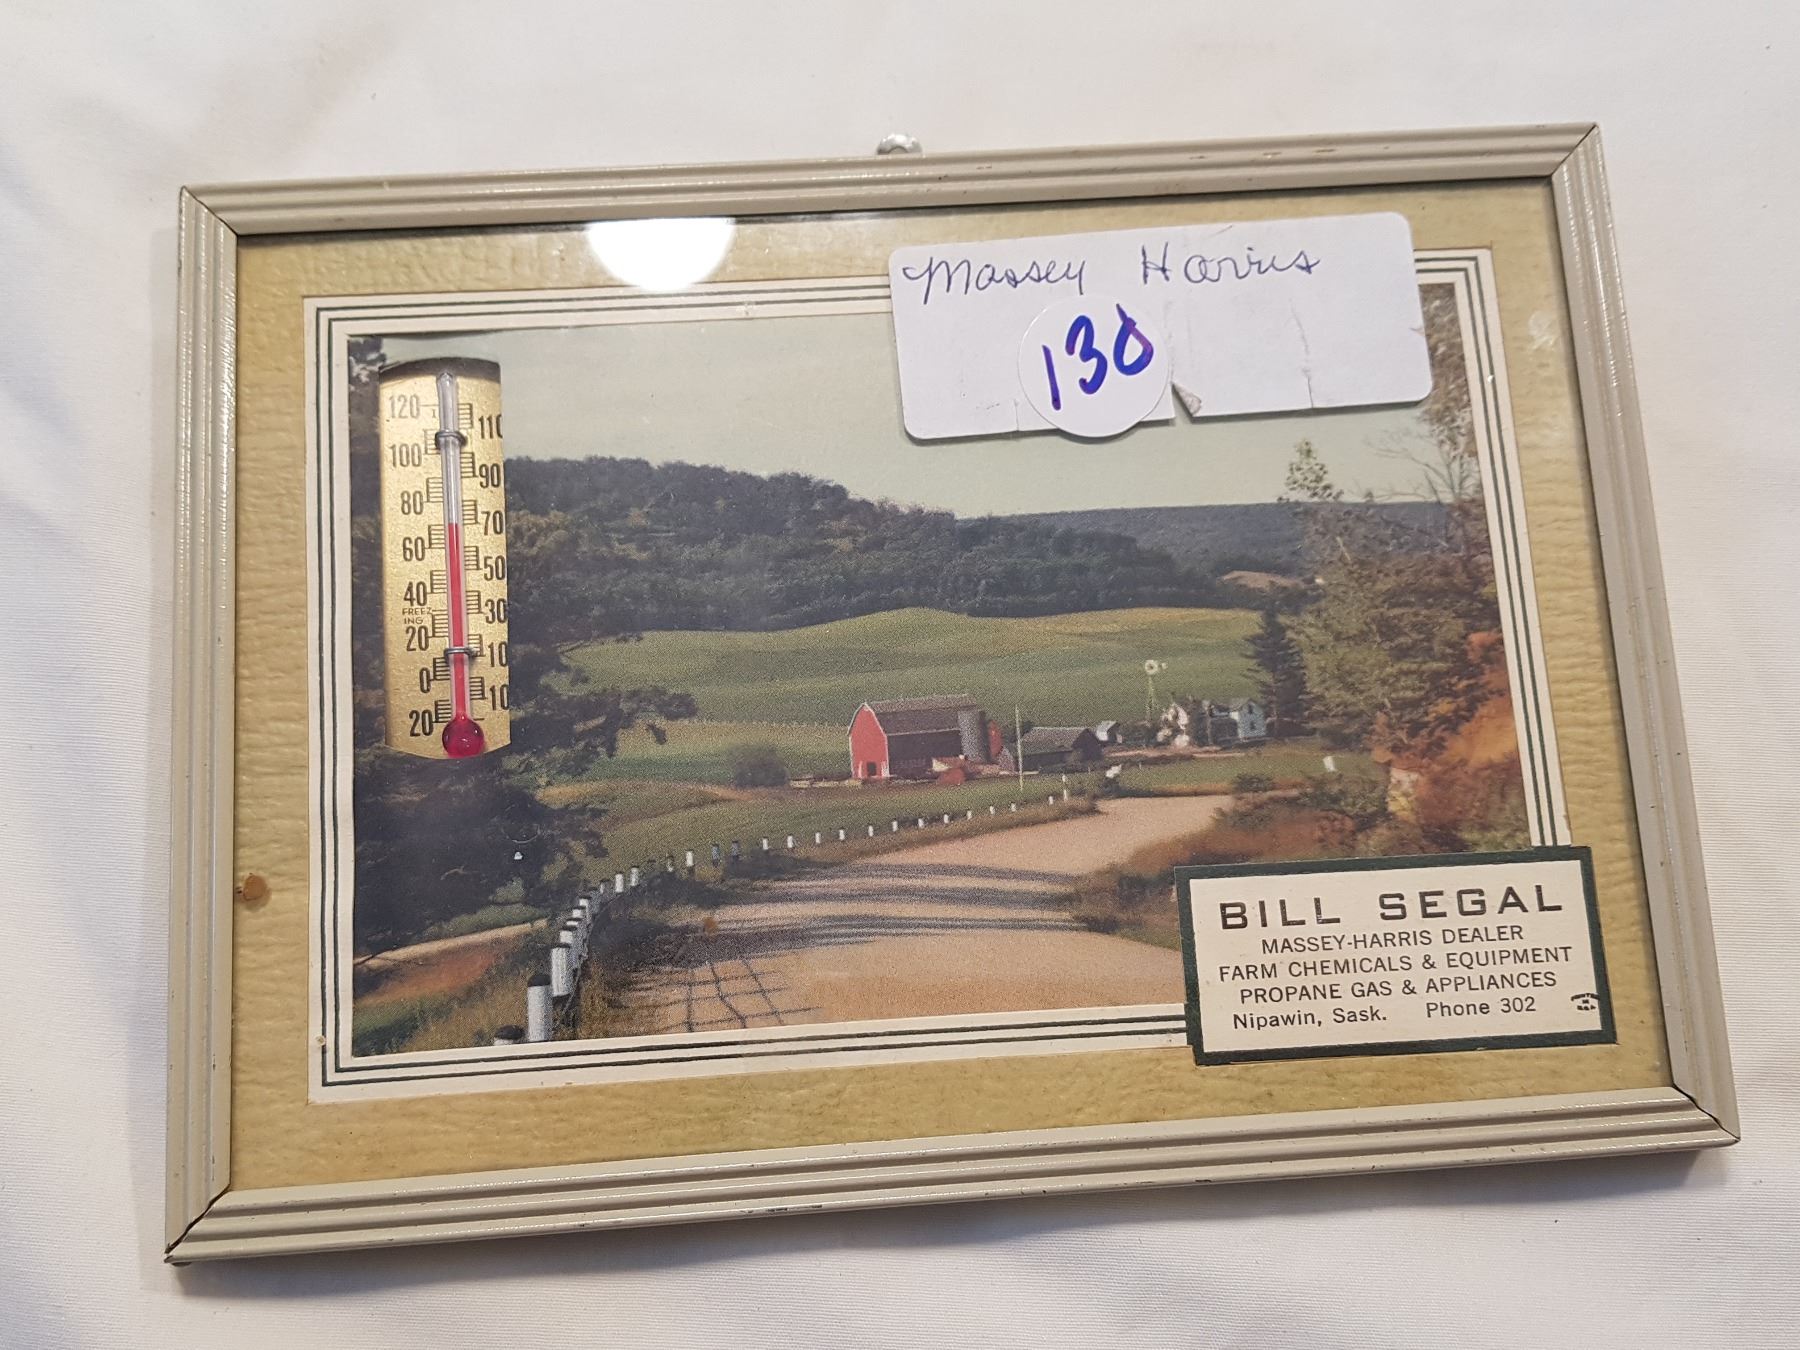 Massey Harris
130
120
110
100
90
80
70
60
50
40
30
FREEZ
ING
20
10
0
10
20
BILL SEGAL
MASSEY-HARRIS DEALER
FARM CHEMICALS & EQUIPMENT
PROPANE GAS & APPLIANCES
Nipawin, Sask. Phone 302